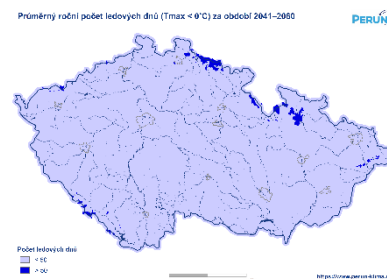 Průměrný roční počet ledových dnů (Tmax < 0°C) za období 2041–2060
PERUN
Počet ledových dnů
< 50
> 50